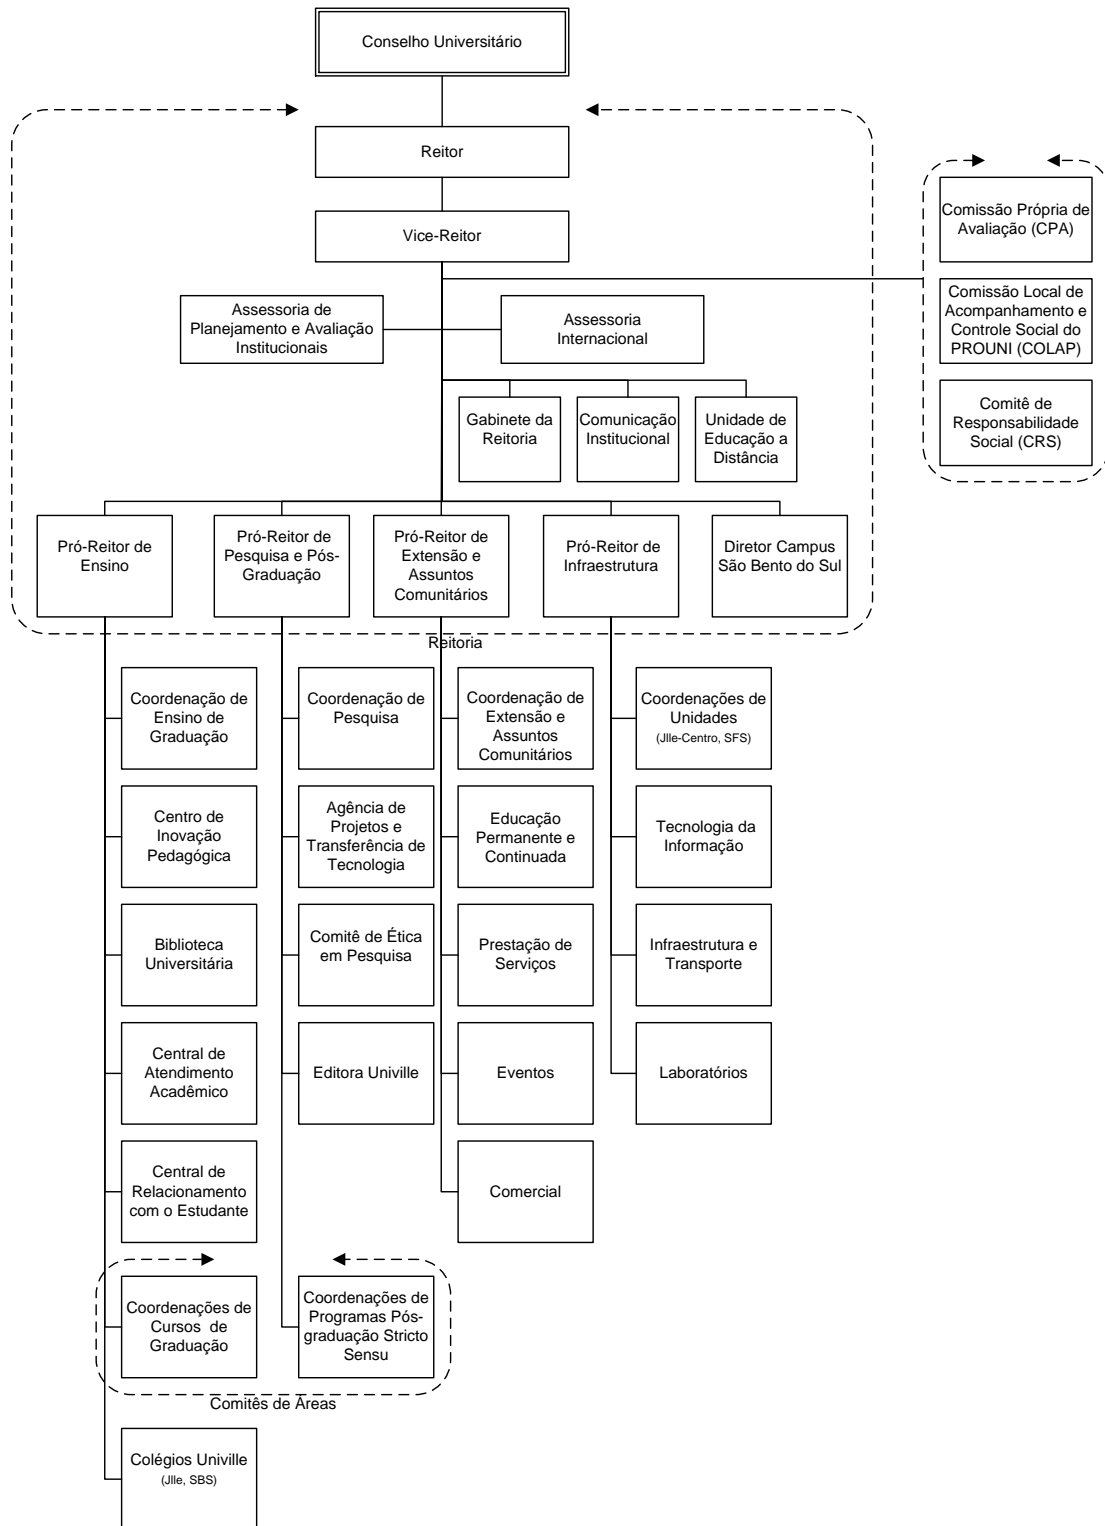 Conselho Universitário
Reitor
Vice-Reitor
Comissão Própria de
Avaliação (CPA)
Comissão Local de
Acompanhamento e
Controle Social do
PROUNI (COLAP)
Comitê de
Responsabilidade
Social (CRS)
Assessoria de
Planejamento e Avaliação
Institucionais
Assessoria
Internacional
Gabinete da
Reitoria
Comunicação
Institucional
Unidade de
Educação a
Distância
Pró-Reitor de
Ensino
Pró-Reitor de
Pesquisa e Pós-
Graduação
Pró-Reitor de
Extensão e
Assuntos
Comunitários
Pró-Reitor de
Infraestrutura
Diretor Campus
São Bento do Sul
Reitoria
Coordenação de
Ensino de
Graduação
Coordenação de
Pesquisa
Coordenação de
Extensão e
Assuntos
Comunitários
Coordenações de
Unidades
(Jlle-Centro, SFS)
Centro de
Inovação
Pedagógica
Agência de
Projetos e
Transferência de
Tecnologia
Educação
Permanente e
Continuada
Tecnologia da
Informação
Biblioteca
Universitária
Comitê de Ética
em Pesquisa
Prestação de
Serviços
Infraestrutura e
Transporte
Central de
Atendimento
Acadêmico
Editora Univille
Eventos
Laboratórios
Central de
Relacionamento
com o Estudante
Comercial
Coordenações de
Cursos de
Graduação
Coordenações de
Programas Pós-
graduação Stricto
Sensu
Comitês de Áreas
Colégios Univille
(Jlle, SBS)